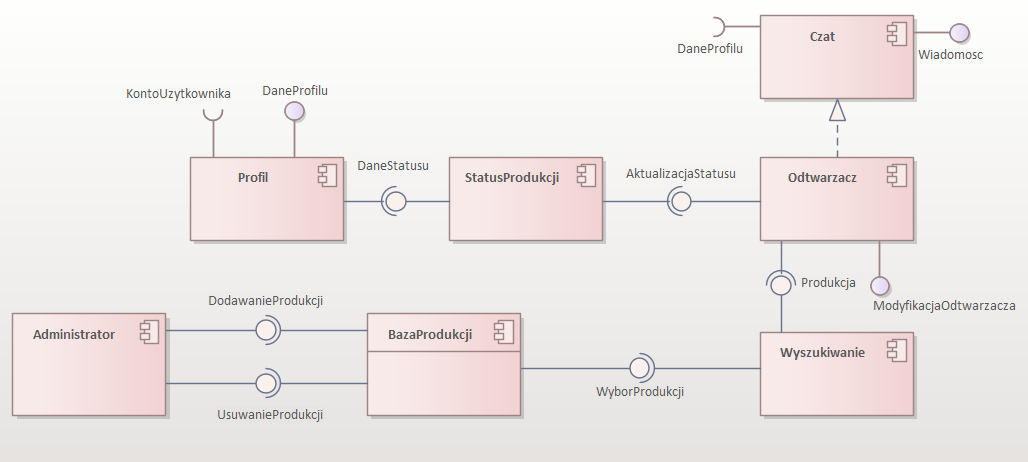 Czat
DaneProfilu
Wiadomosc
KontoUzytkownika
DaneProfilu
Profil
DaneStatusu
StatusProdukcji
AktualizacjaStatusu
Odtwarzacz
Produkcja
ModyfikacjaOdtwarzacza
DodawanieProdukcji
Administrator
BazaProdukcji
Wyszukiwanie
WyborProdukcji
UsuwanieProdukcji